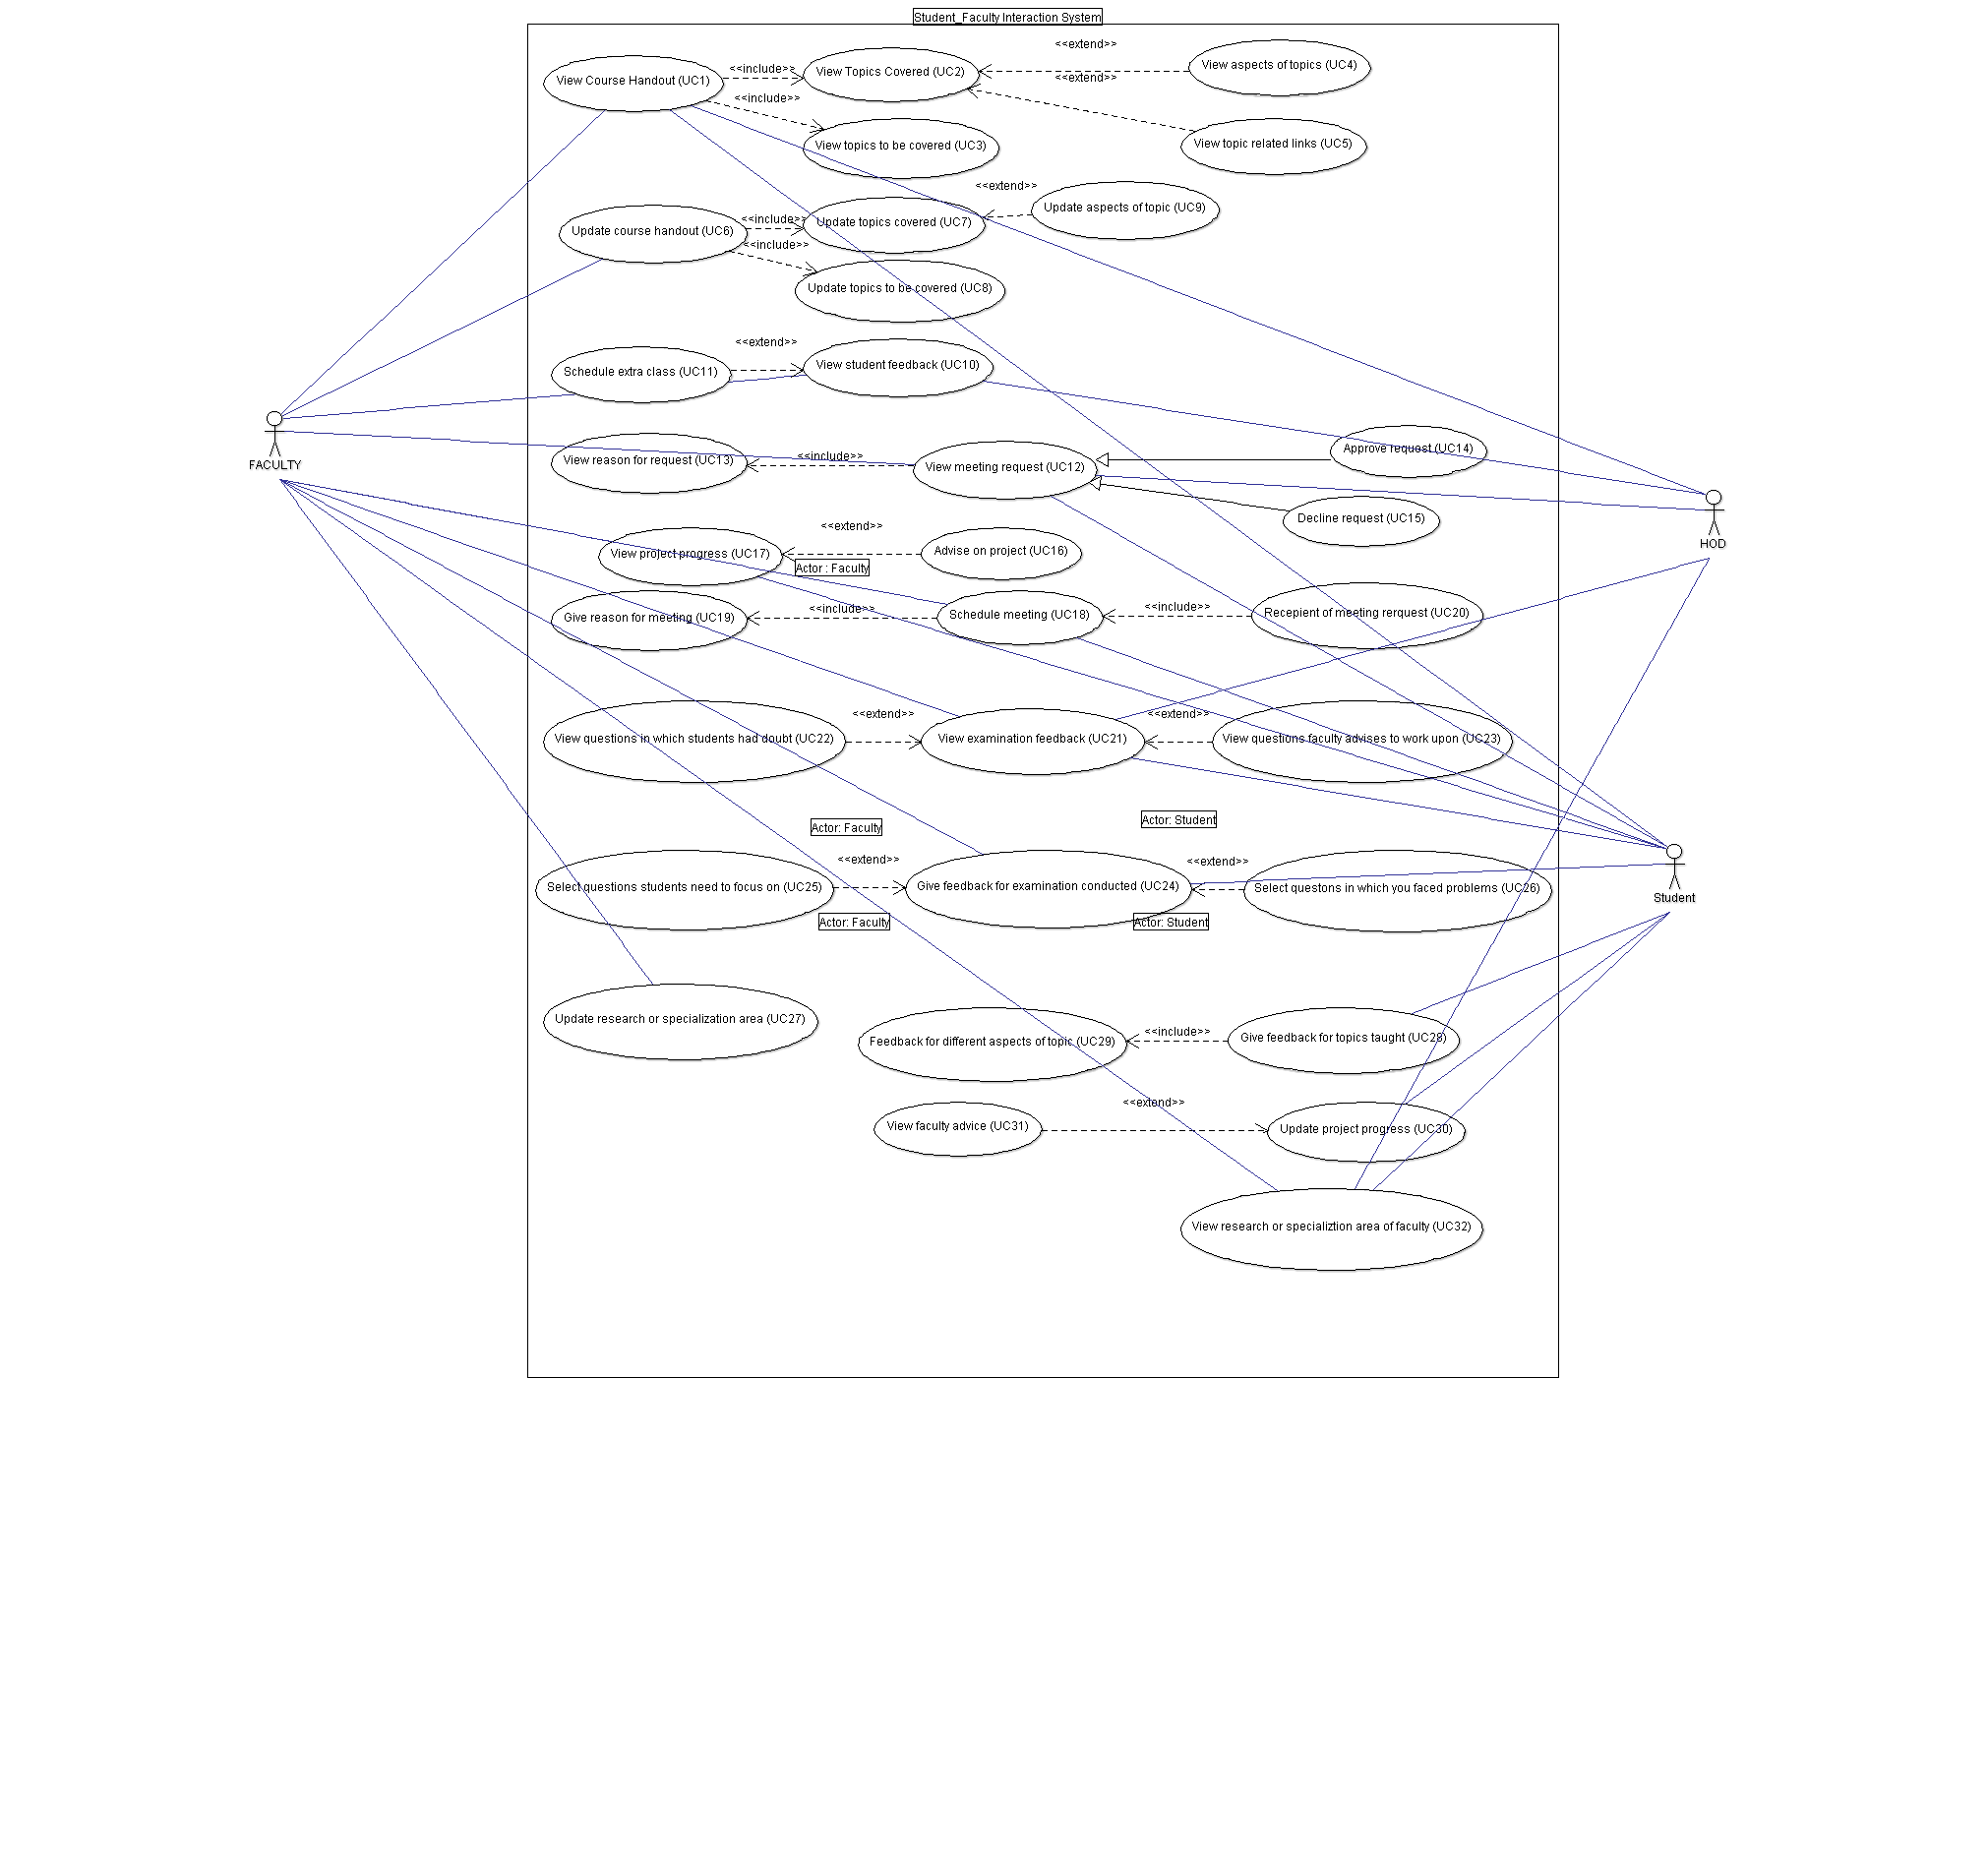 Student_Faculty Interaction System
<<extend>>
View Course Handout (UC1)
<<include>>
View Topics Covered (UC2)
View aspects of topics (UC4)
<<extend>>
<<include>>
View topics to be covered (UC3)
View topic related links (UC5)
<<extend>>
Update aspects of topic (UC9)
<<include>>
Update course handout (UC6)
Update topics covered (UC7)
<<include>>
Update topics to be covered (UC8)
<<extend>>
Schedule extra class (UC11)
View student feedback (UC10)
Approve request (UC14)
FACULTY
View reason for request (UC13)
<<include>>
View meeting request (UC12)
Decline request (UC15)
<<extend>>
HOD
View project progress (UC17)
Advise on project (UC16)
Actor : Faculty
Give reason for meeting (UC19)
<<include>>
Schedule meeting (UC18)
<<include>>
Recepient of meeting rerquest (UC20)
<<extend>>
<<extend>>
View questions in which students had doubt (UC22)
View examination feedback (UC21)
View questions faculty advises to work upon (UC23)
Actor: Faculty
Actor: Student
<<extend>>
<<extend>>
Select questions students need to focus on (UC25)
Give feedback for examination conducted (UC24)
Select questons in which you faced problems (UC26)
Student
Actor: Faculty
Actor: Student
Update research or specialization area (UC27)
Feedback for different aspects of topic (UC29)
<<include>>
Give feedback for topics taught (UC28)
<<extend>>
View faculty advice (UC31)
Update project progress (UC30)
View research or specializtion area of faculty (UC32)